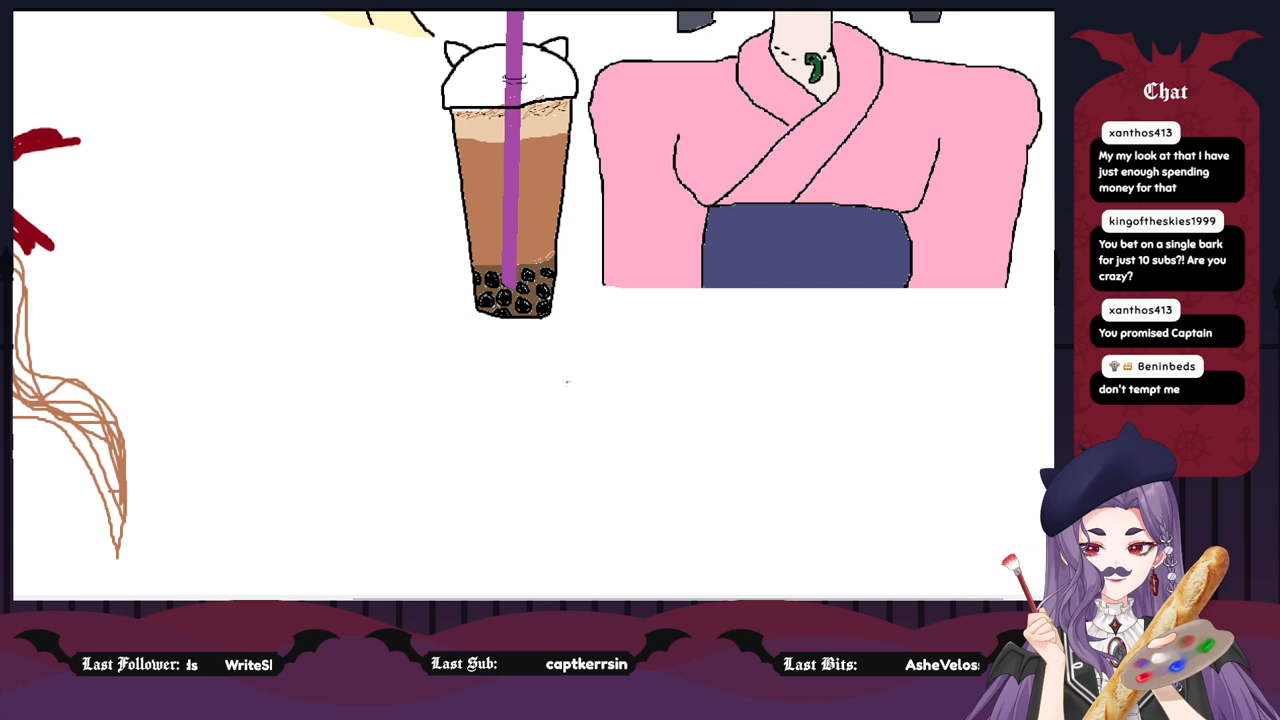 Chat
xanthos413
My my look at that I have
just enough spending
money for that
kingoftheskies1999
You bet on a single bark
for just 10 subs?! Are you
crazy?
xanthos413
You promised Captain
Beninbeds
don't tempt me
Last Follower: ls WriteSl
Last Sub: captkerrsin
Last Bits: AsheVelos